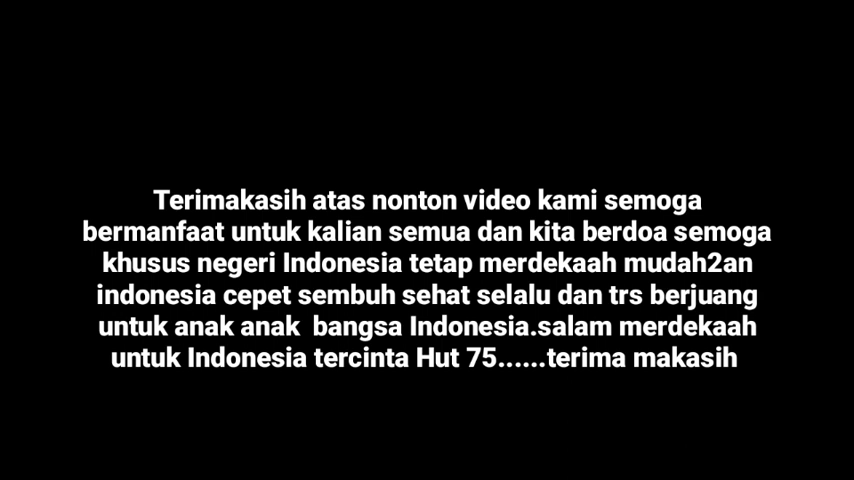 Terimakasih atas nonton video kami semoga
bermanfaat untuk kalian semua dan kita berdoa semoga
khusus negeri Indonesia tetap merdekaah mudah2an
indonesia cepet sembuh sehat selalu dan trs berjuang
untuk anak anak  bangsa Indonesia.salam merdekaah
untuk Indonesia tercinta Hut 75......terima makasih